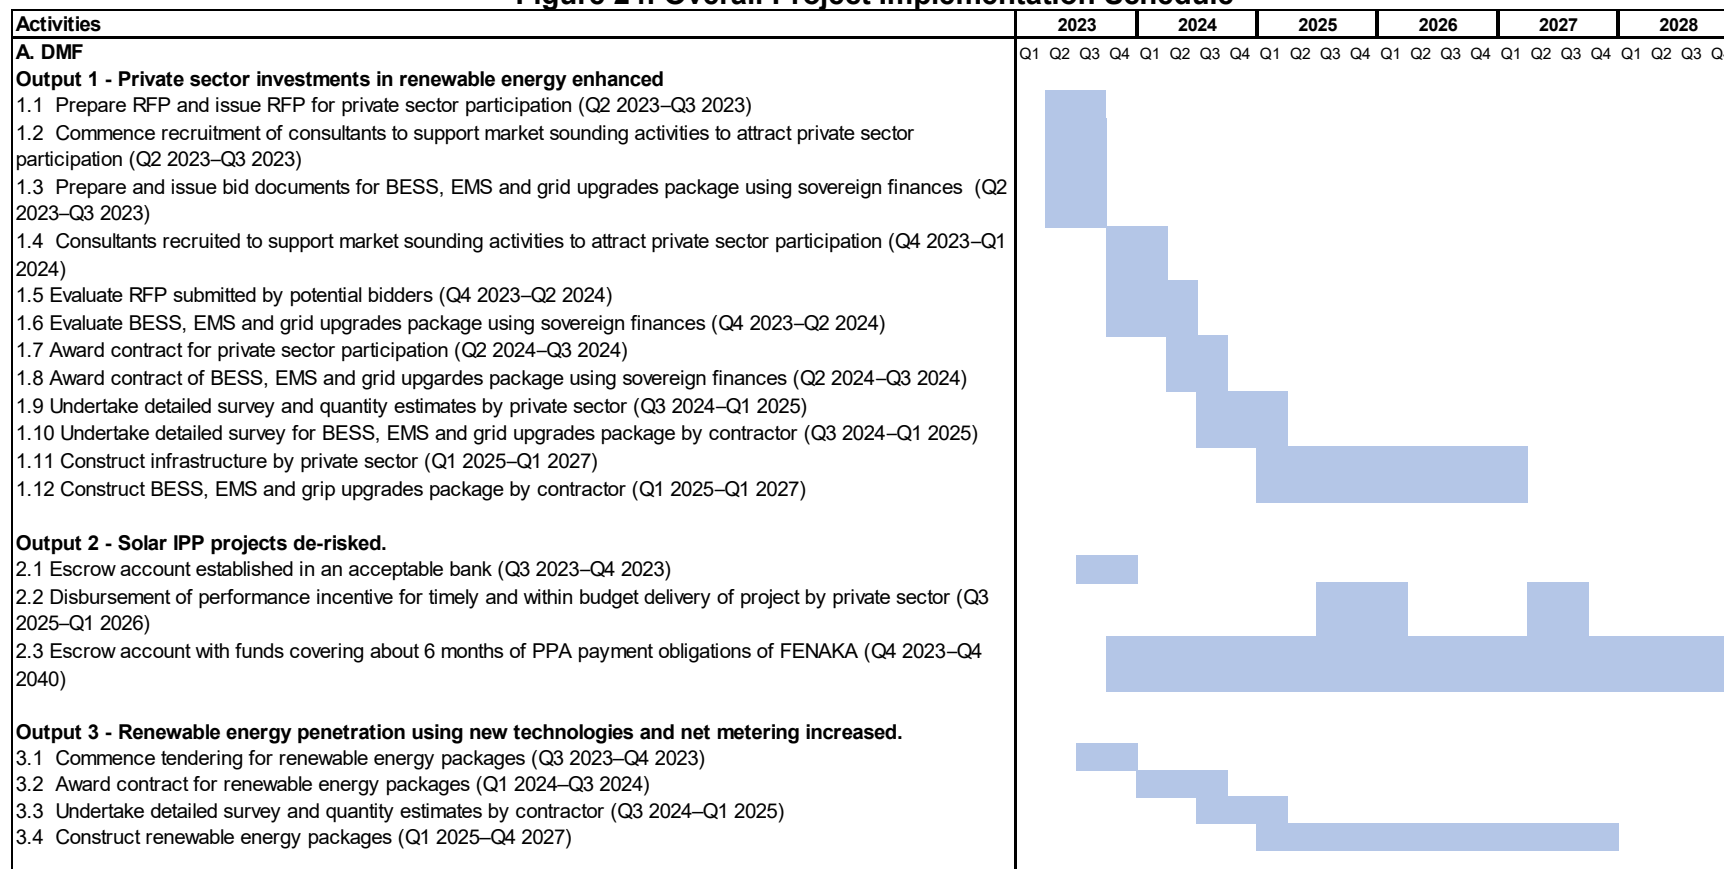 Figure 24: Overall Project Implementation Schedule
Activities 2023 2024 2025 2026 2027 2028
A. DMF Q1 Q2 Q3 Q4 Q1 Q2 Q3 Q4 Q1 Q2 Q3 Q4 Q1 Q2 Q3 Q4 Q1 Q2 Q3 Q4 Q1 Q2 Q3 Q4
Output 1 - Private sector investments in renewable energy enhanced
1.1 Prepare RFP and issue RFP for private sector participation (Q2 2023–Q3 2023)
1.2 Commence recruitment of consultants to support market sounding activities to attract private sector
participation (Q2 2023–Q3 2023)
1.3 Prepare and issue bid documents for BESS, EMS and grid upgrades package using sovereign finances (Q2
2023–Q3 2023)
1.4 Consultants recruited to support market sounding activities to attract private sector participation (Q4 2023–Q1
2024)
1.5 Evaluate RFP submitted by potential bidders (Q4 2023–Q2 2024)
1.6 Evaluate BESS, EMS and grid upgrades package using sovereign finances (Q4 2023–Q2 2024)
1.7 Award contract for private sector participation (Q2 2024–Q3 2024)
1.8 Award contract of BESS, EMS and grid upgardes package using sovereign finances (Q2 2024–Q3 2024)
1.9 Undertake detailed survey and quantity estimates by private sector (Q3 2024–Q1 2025)
1.10 Undertake detailed survey for BESS, EMS and grid upgrades package by contractor (Q3 2024–Q1 2025)
1.11 Construct infrastructure by private sector (Q1 2025–Q1 2027)
1.12 Construct BESS, EMS and grip upgrades package by contractor (Q1 2025–Q1 2027)
Output 2 - Solar IPP projects de-risked.
2.1 Escrow account established in an acceptable bank (Q3 2023–Q4 2023)
2.2 Disbursement of performance incentive for timely and within budget delivery of project by private sector (Q3
2025–Q1 2026)
2.3 Escrow account with funds covering about 6 months of PPA payment obligations of FENAKA (Q4 2023–Q4
2040)
Output 3 - Renewable energy penetration using new technologies and net metering increased.
3.1 Commence tendering for renewable energy packages (Q3 2023–Q4 2023)
3.2 Award contract for renewable energy packages (Q1 2024–Q3 2024)
3.3 Undertake detailed survey and quantity estimates by contractor (Q3 2024–Q1 2025)
3.4 Construct renewable energy packages (Q1 2025–Q4 2027)